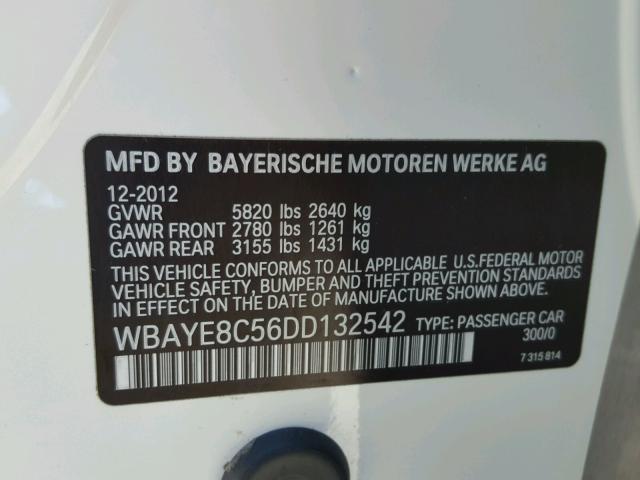 MFD BY BAYERISCHE MOTOREN WERKE AG
12-2012
GVWR 5820 lbs 2640 kg
GAWR FRONT 2780 lbs 1261 kg
GAWR REAR 3155 lbs 1431 kg
THIS VEHICLE CONFORMS TO ALL APPLICABLE U.S.FEDERAL MOTOR
VEHICLE SAFETY, BUMPER AND THEFT PREVENTION STANDARDS
IN EFFECT ON THE DATE OF MANUFACTURE SHOWN ABOVE.
WBAYE8C56DD132542 TYPE: PASSENGER CAR
300/0
7 315 814